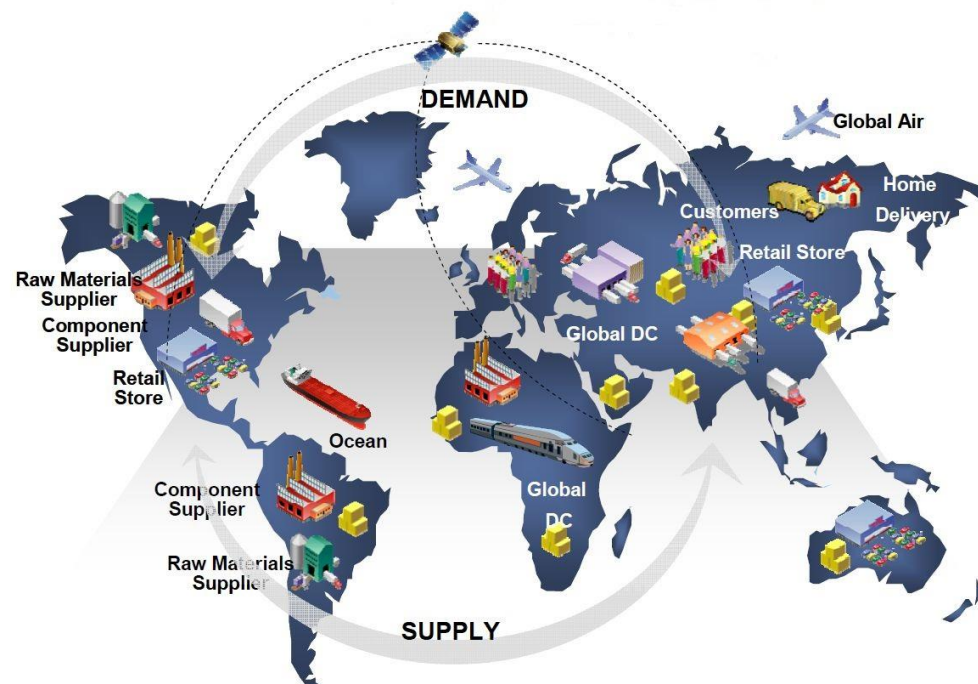 DEMAND
Global Air
Home
Delivery
Customers
Retail Store
Raw Materials
Supplier
Component
Supplier
Global DC
Retail
Store
Ocean
Component
Supplier
Global
DC
Raw Materials
Supplier
SUPPLY